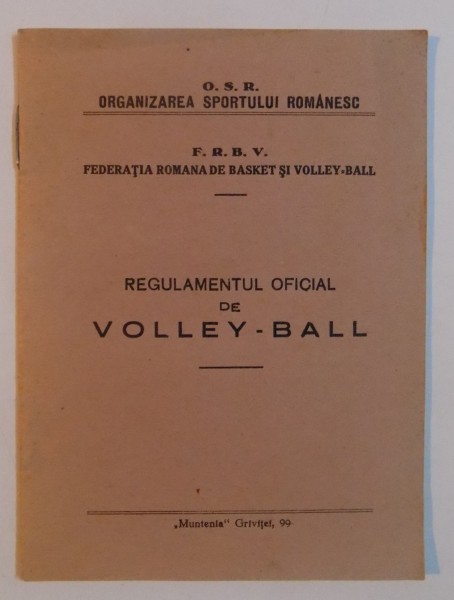 O. S. R.
ORGANIZAREA SPORTULUI ROMÂNESC
F. R. B. V.
FEDERAŢIA ROMANA DE BASKET ŞI VOLLEY-BALL
REGULAMENTUL OFICIAL
DE
VOLLEY - BALL
„Muntenia“ Griviţei, 99